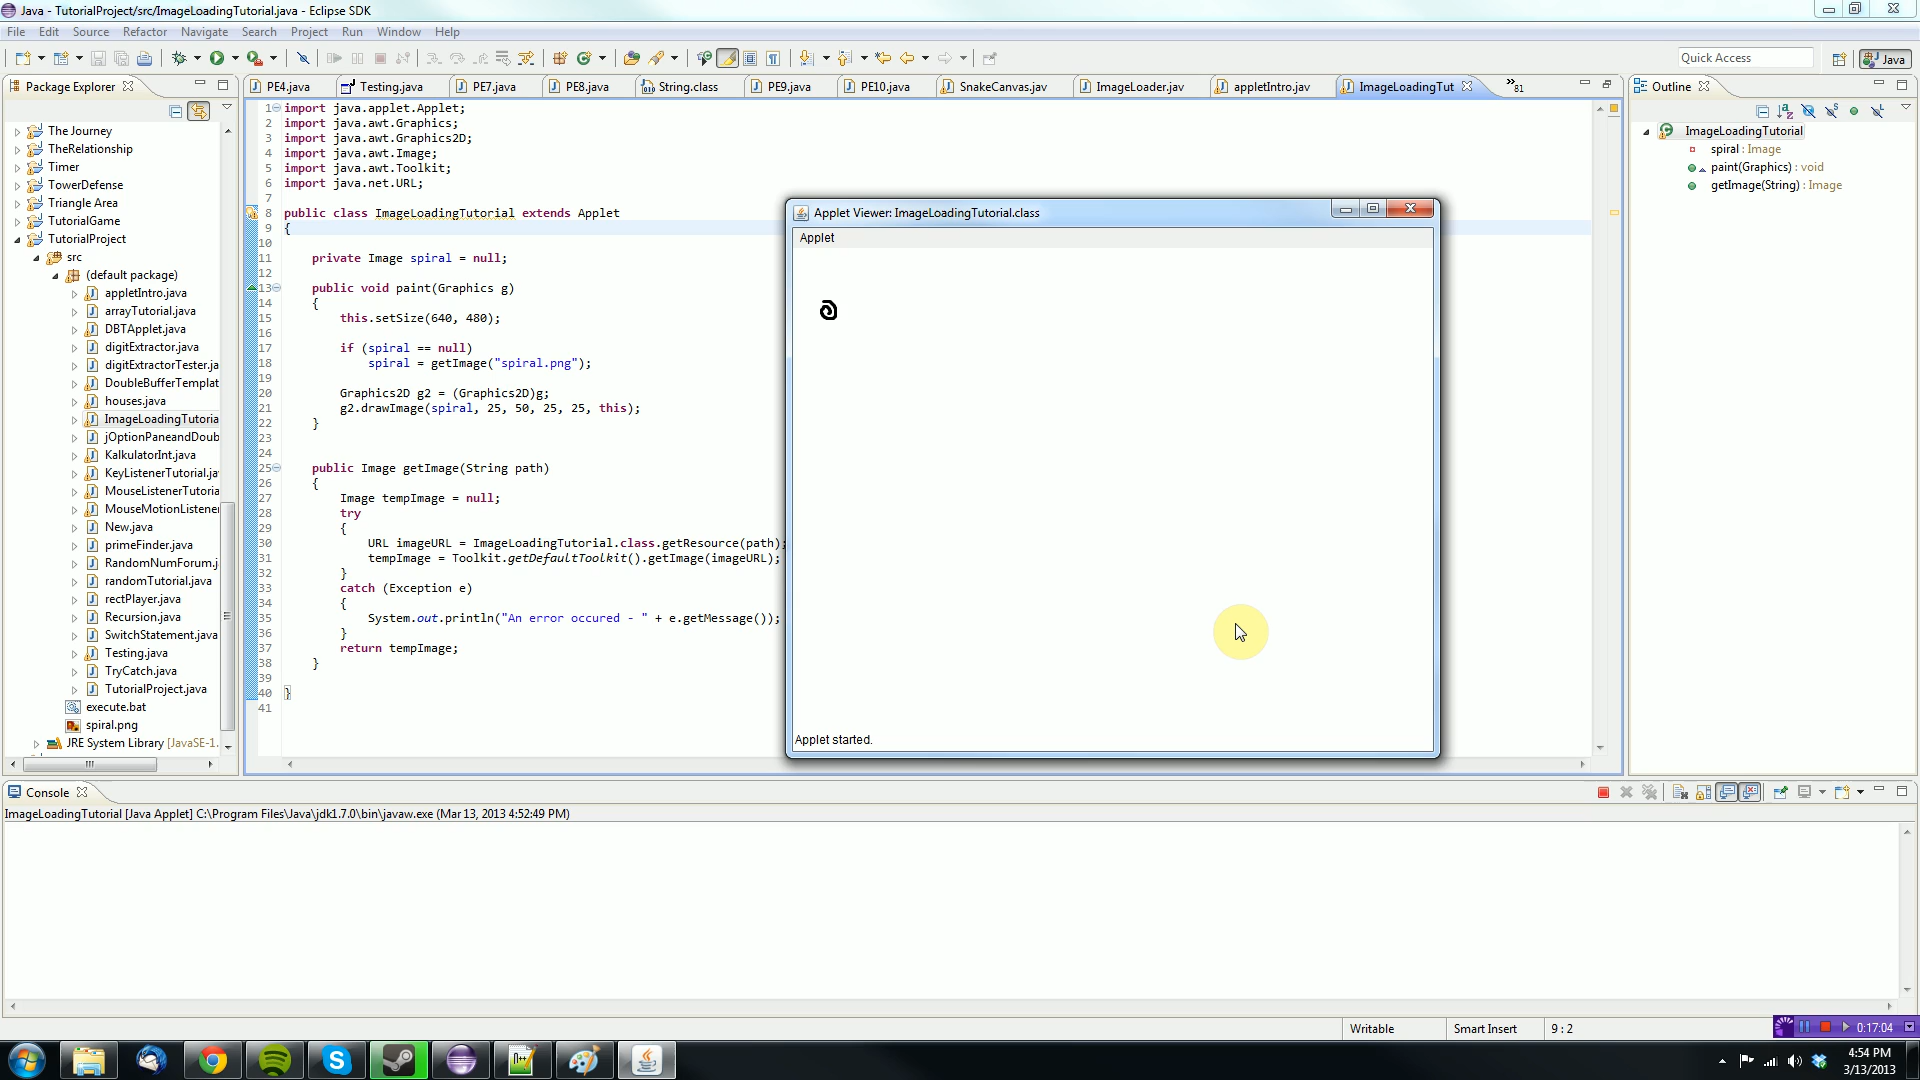 Java - TutorialProject/src/ImageLoadingTutorial.java - Eclipse SDK
File Edit Source Refactor Navigate Search Project Run Window Help
Quick Access
Java
Package Explorer
PE4.java Testing.java PE7.java PE8.java String.class PE9.java PE10.java SnakeCanvas.jav ImageLoader.jav appletIntro.jav ImageLoadingTut »81
Outline
The Journey
TheRelationship
Timer
TowerDefense
Triangle Area
TutorialGame
TutorialProject
src
(default package)
appletIntro.java
arrayTutorial.java
DBTApplet.java
digitExtractor.java
digitExtractorTester.ja
DoubleBufferTemplat
houses.java
ImageLoadingTutoria
jOptionPaneandDoub
KalkulatorInt.java
KeyListenerTutorial.ja
MouseListenerTutoria
MouseMotionListener
New.java
primeFinder.java
RandomNumForum.j
randomTutorial.java
rectPlayer.java
Recursion.java
SwitchStatement.java
Testing.java
TryCatch.java
TutorialProject.java
execute.bat
spiral.png
JRE System Library [JavaSE-1.
1 import java.applet.Applet;
2 import java.awt.Graphics;
3 import java.awt.Graphics2D;
4 import java.awt.Image;
5 import java.awt.Toolkit;
6 import java.net.URL;
7
8 public class ImageLoadingTutorial extends Applet
9 {
10
11 private Image spiral = null;
12
13 public void paint(Graphics g)
14 {
15 this.setSize(640, 480);
16
17 if (spiral == null)
18 spiral = getImage("spiral.png");
19
20 Graphics2D g2 = (Graphics2D)g;
21 g2.drawImage(spiral, 25, 50, 25, 25, this);
22 }
23
24
25 public Image getImage(String path)
26 {
27 Image tempImage = null;
28 try
29 {
30 URL imageURL = ImageLoadingTutorial.class.getResource(path);
31 tempImage = Toolkit.getDefaultToolkit().getImage(imageURL);
32 }
33 catch (Exception e)
34 {
35 System.out.println("An error occured - " + e.getMessage());
36 }
37 return tempImage;
38 }
39
40 }
41
Applet Viewer: ImageLoadingTutorial.class
Applet
Applet started.
ImageLoadingTutorial
spiral : Image
paint(Graphics) : void
getImage(String) : Image
Console
ImageLoadingTutorial [Java Applet] C:\Program Files\Java\jdk1.7.0\bin\javaw.exe (Mar 13, 2013 4:52:49 PM)
Writable Smart Insert 9 : 2
0:17:04
4:54 PM
3/13/2013